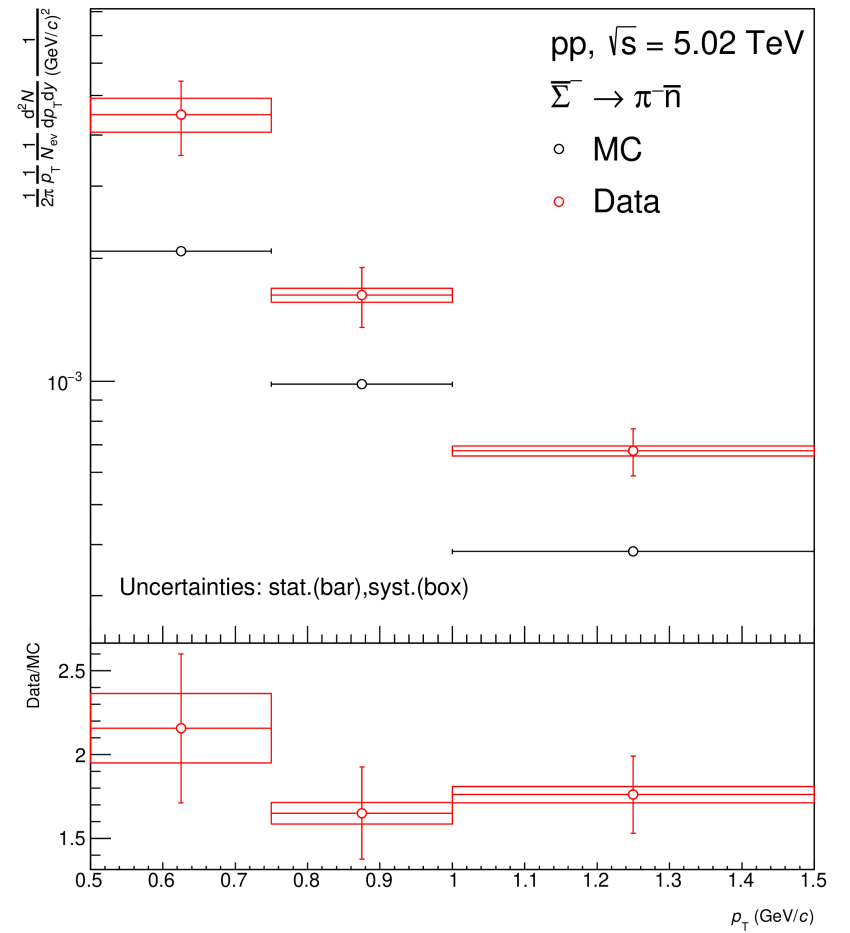 1/2π 1/p_T 1/N_ev d²N/dp_Tdy 1/(GeV/c)²
pp, √s = 5.02 TeV
Σ̅⁻ → π⁻n̅
MC
Data
10⁻³
Uncertainties: stat.(bar),syst.(box)
Data/MC
2.5
2
1.5
0.5 0.6 0.7 0.8 0.9 1 1.1 1.2 1.3 1.4 1.5
p_T (GeV/c)